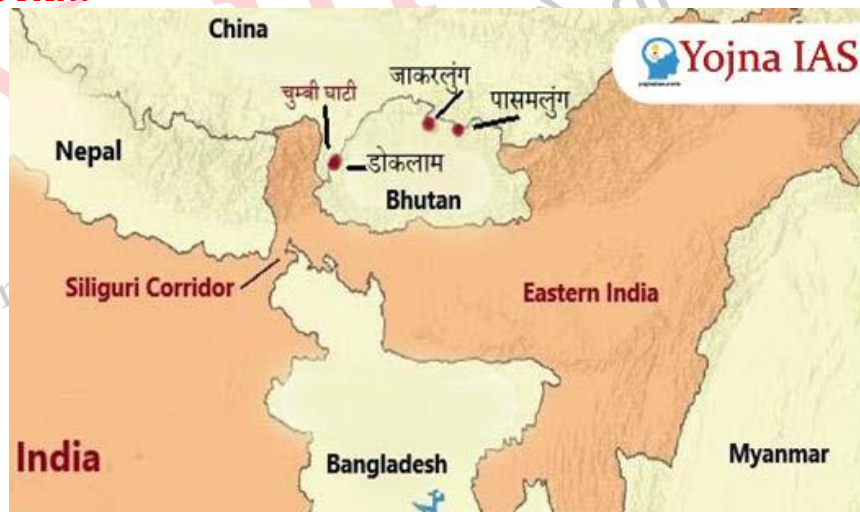 China
Yojna IAS
जाकरलुंग
चुम्बी घाटी
पासमलुंग
Nepal
डोकलाम
Bhutan
Siliguri Corridor
Eastern India
India
Bangladesh
Myanmar